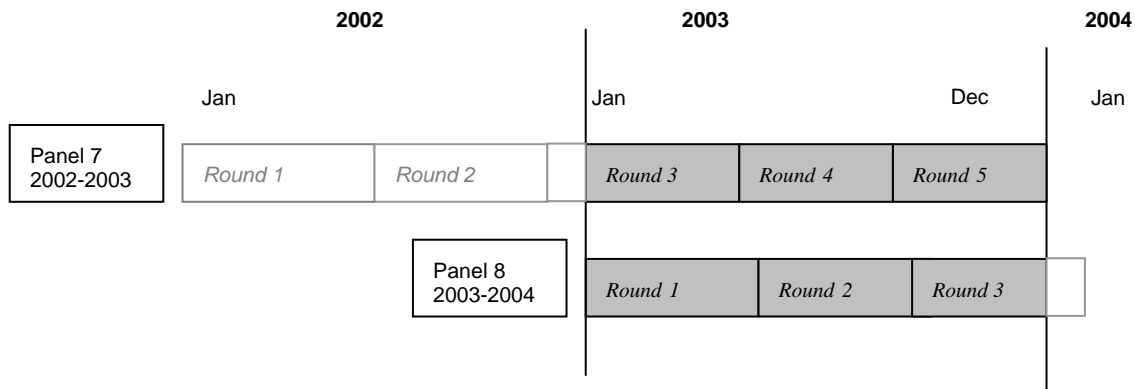 2002 2003 2004
Jan Jan Dec Jan
Panel 7
2002-2003
Round 1 Round 2 Round 3 Round 4 Round 5
Panel 8
2003-2004
Round 1 Round 2 Round 3